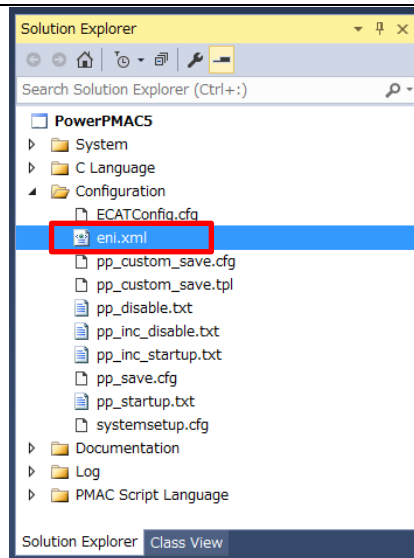 Solution Explorer
Search Solution Explorer (Ctrl+:)
PowerPMAC5
System
C Language
Configuration
ECATConfig.cfg
eni.xml
pp_custom_save.cfg
pp_custom_save.tpl
pp_disable.txt
pp_inc_disable.txt
pp_inc_startup.txt
pp_save.cfg
pp_startup.txt
systemsetup.cfg
Documentation
Log
PMAC Script Language
Solution Explorer Class View